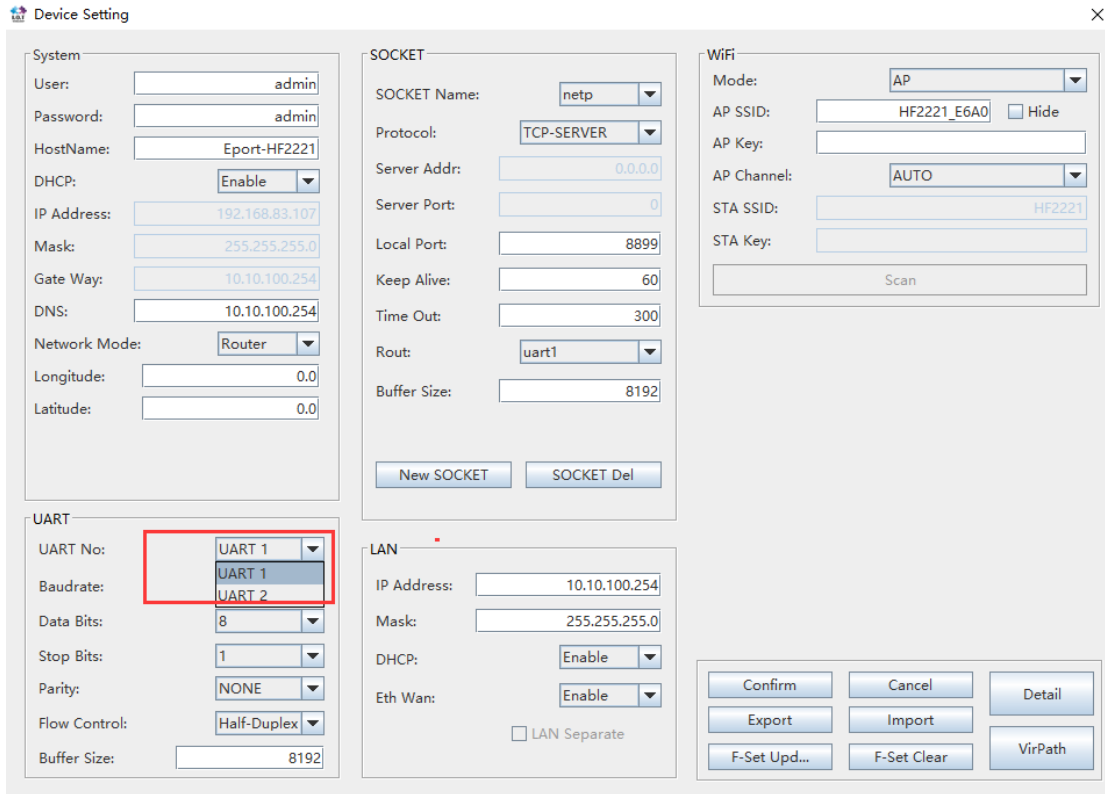 Device Setting
System
User: admin
Password: admin
HostName: Eport-HF2221
DHCP: Enable
IP Address: 192.168.83.107
Mask: 255.255.255.0
Gate Way: 10.10.100.254
DNS: 10.10.100.254
Network Mode: Router
Longitude: 0.0
Latitude: 0.0
UART
UART No: UART 1
UART 1
Baudrate:
UART 2
Data Bits: 8
Stop Bits: 1
Parity: NONE
Flow Control: Half-Duplex
Buffer Size: 8192
SOCKET
SOCKET Name: netp
Protocol: TCP-SERVER
Server Addr: 0.0.0.0
Server Port: 0
Local Port: 8899
Keep Alive: 60
Time Out: 300
Rout: uart1
Buffer Size: 8192
New SOCKET SOCKET Del
LAN
IP Address: 10.10.100.254
Mask: 255.255.255.0
DHCP: Enable
Eth Wan: Enable
LAN Separate
WiFi
Mode: AP
AP SSID: HF2221_E6A0 Hide
AP Key:
AP Channel: AUTO
STA SSID: HF2221
STA Key:
Scan
Confirm Cancel Detail
Export Import
F-Set Upd... F-Set Clear VirPath